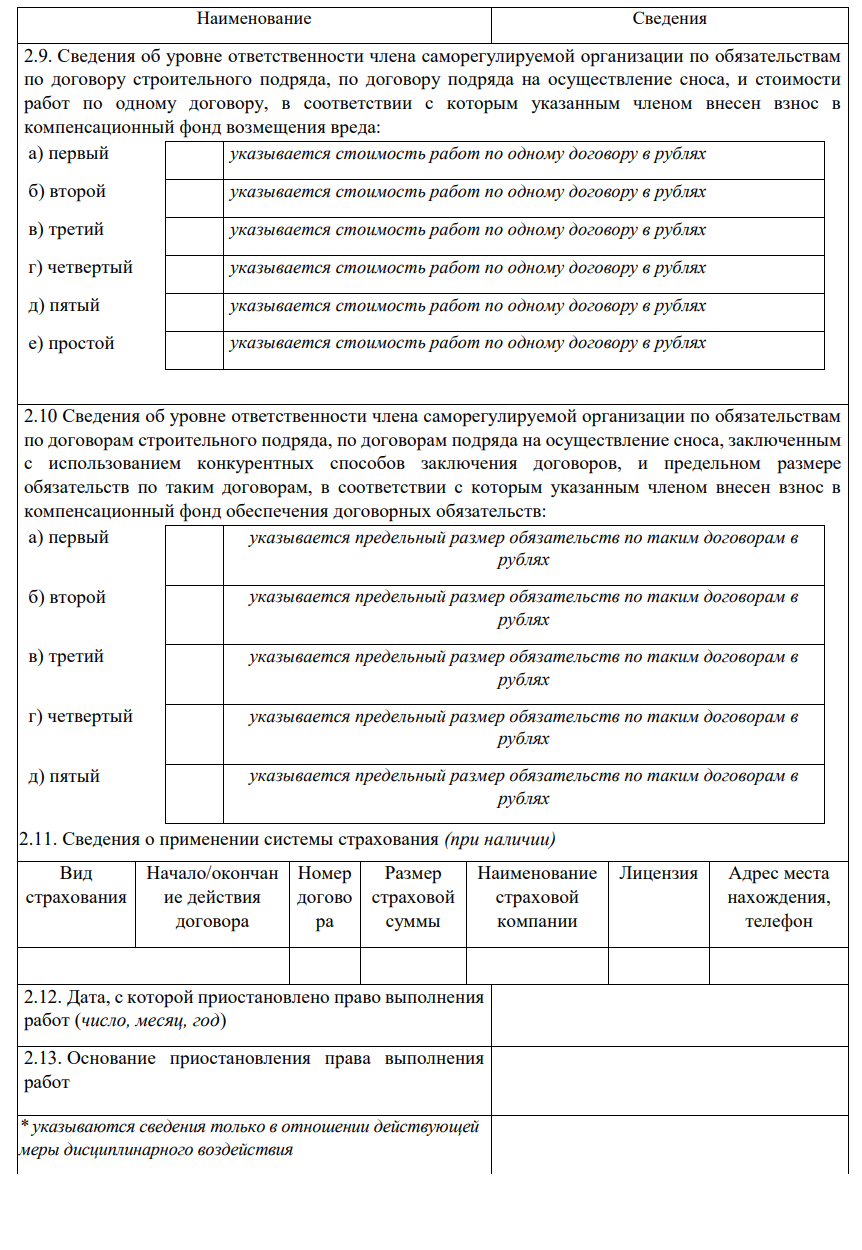 Наименование Сведения
2.9. Сведения об уровне ответственности члена саморегулируемой организации по обязательствам
по договору строительного подряда, по договору подряда на осуществление сноса, и стоимости
работ по одному договору, в соответствии с которым указанным членом внесен взнос в
компенсационный фонд возмещения вреда:
а) первый указывается стоимость работ по одному договору в рублях
б) второй указывается стоимость работ по одному договору в рублях
в) третий указывается стоимость работ по одному договору в рублях
г) четвертый указывается стоимость работ по одному договору в рублях
д) пятый указывается стоимость работ по одному договору в рублях
е) простой указывается стоимость работ по одному договору в рублях
2.10 Сведения об уровне ответственности члена саморегулируемой организации по обязательствам
по договорам строительного подряда, по договорам подряда на осуществление сноса, заключенным
с использованием конкурентных способов заключения договоров, и предельном размере
обязательств по таким договорам, в соответствии с которым указанным членом внесен взнос в
компенсационный фонд обеспечения договорных обязательств:
а) первый указывается предельный размер обязательств по таким договорам в
рублях
б) второй указывается предельный размер обязательств по таким договорам в
рублях
в) третий указывается предельный размер обязательств по таким договорам в
рублях
г) четвертый указывается предельный размер обязательств по таким договорам в
рублях
д) пятый указывается предельный размер обязательств по таким договорам в
рублях
2.11. Сведения о применении системы страхования (при наличии)
Вид Начало/окончан Номер Размер Наименование Лицензия Адрес места
страхования ие действия догово страховой страховой нахождения,
договора ра суммы компании телефон
2.12. Дата, с которой приостановлено право выполнения
работ (число, месяц, год)
2.13. Основание приостановления права выполнения
работ
* указываются сведения только в отношении действующей
меры дисциплинарного воздействия